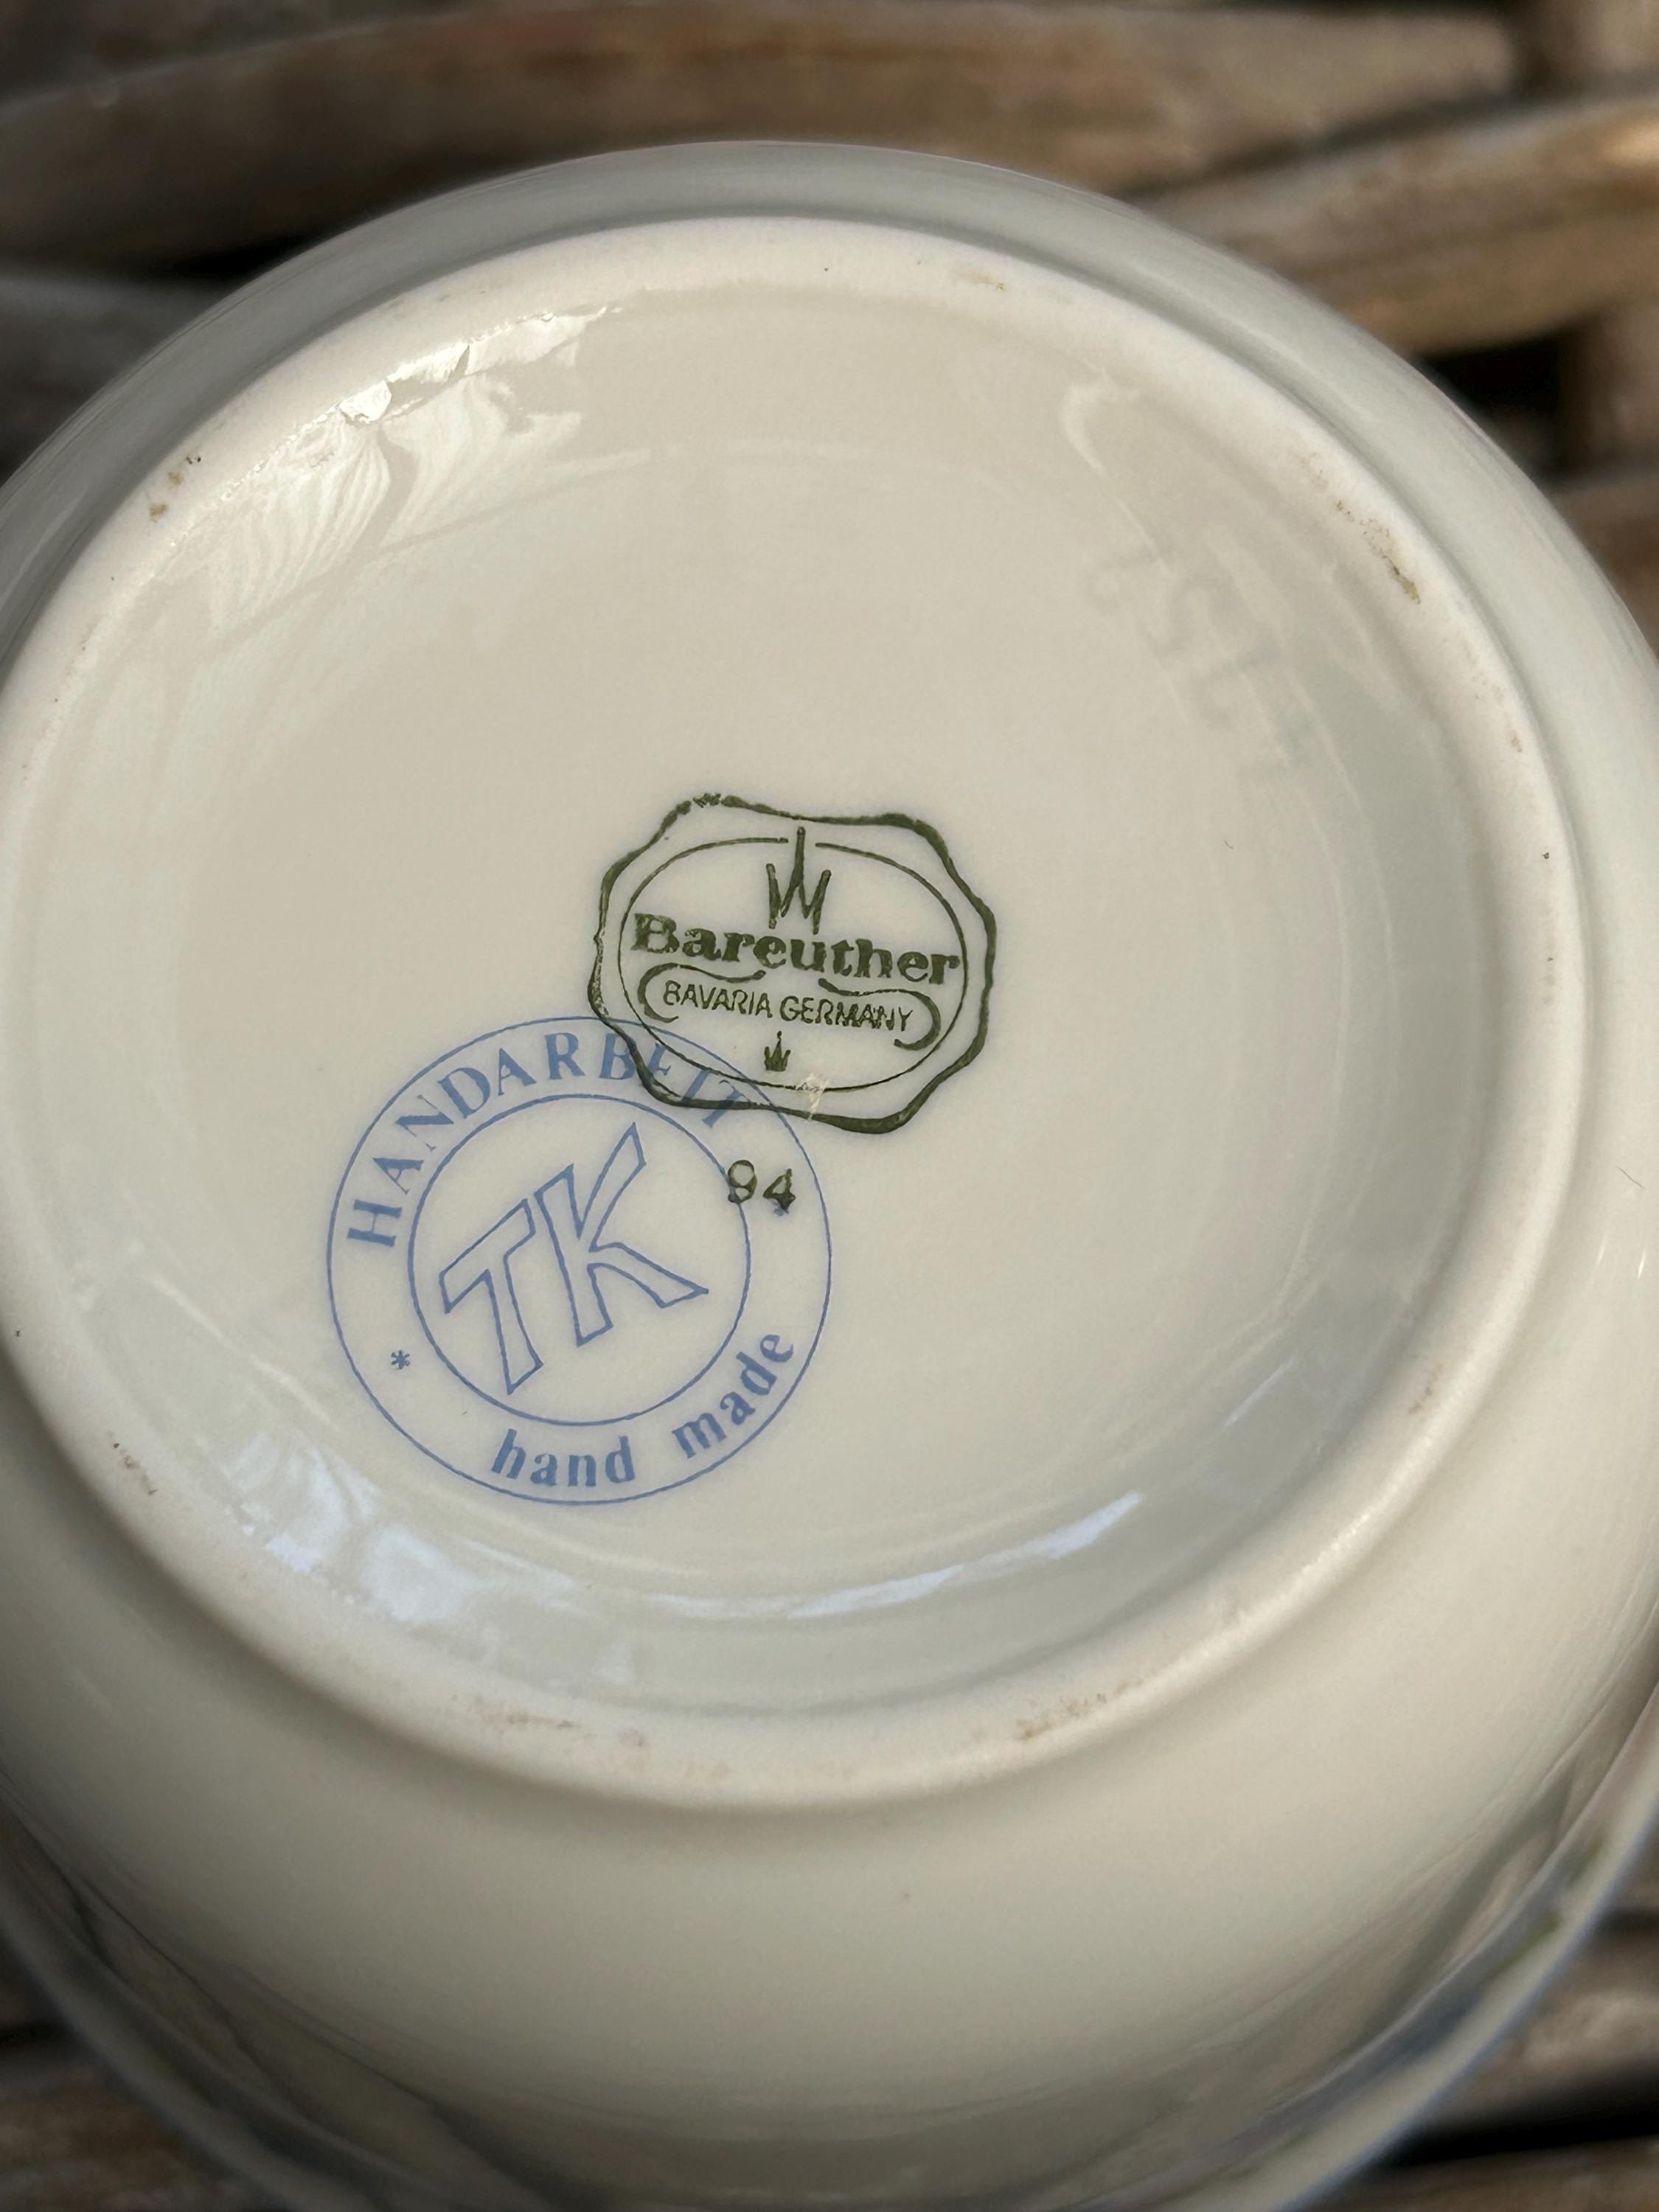 Bareuther
BAVARIA GERMANY
94
HANDARBEIT
TK
* hand made *